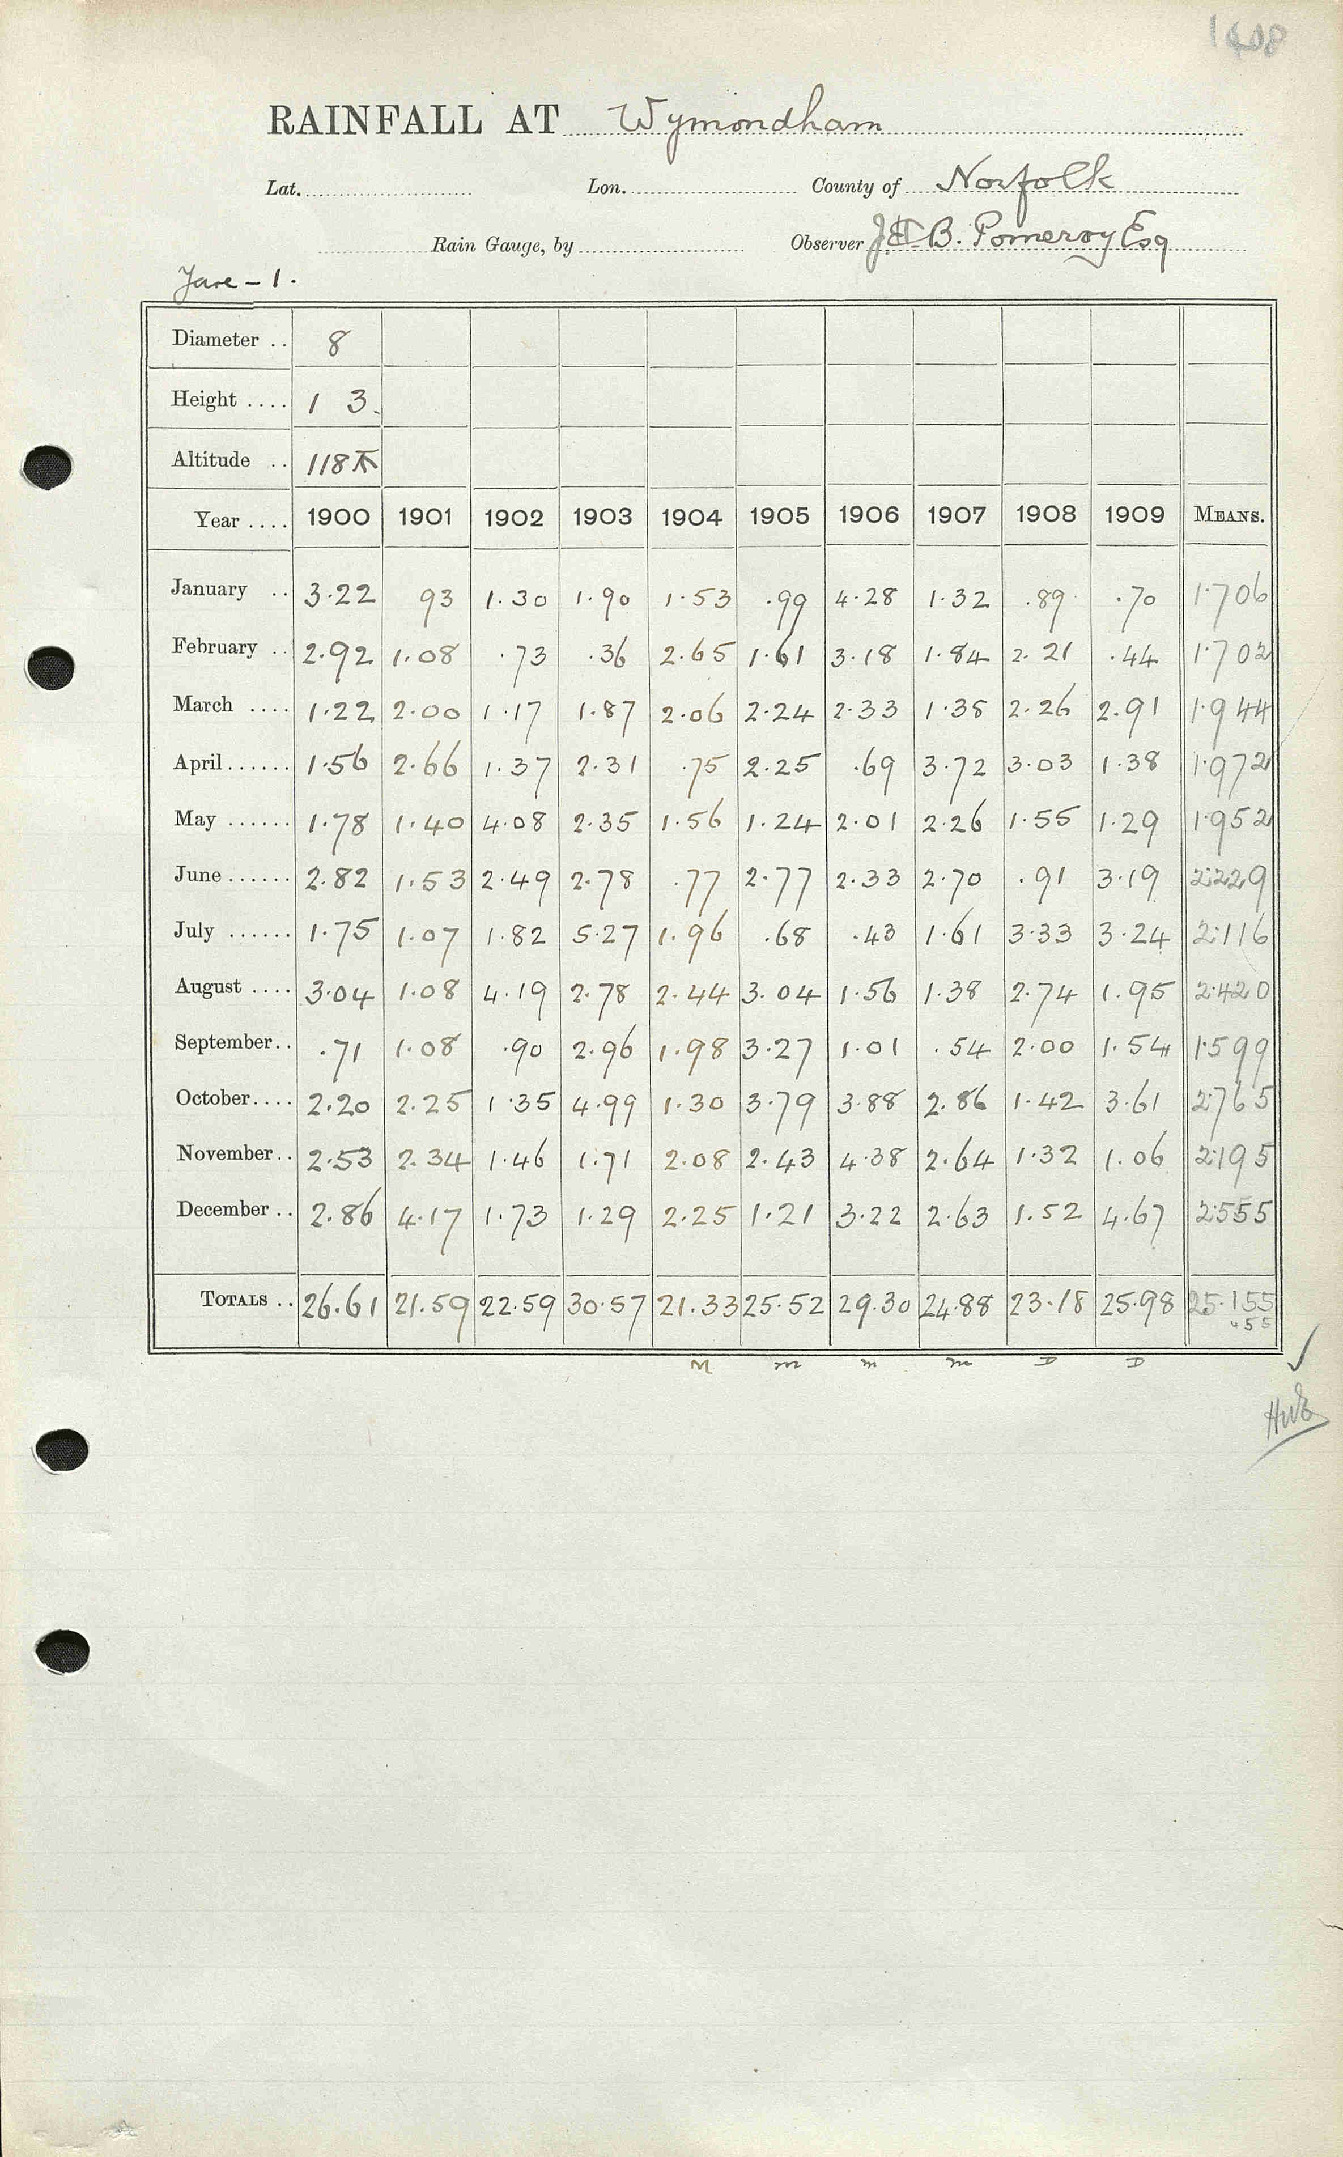 1408
RAINFALL AT Wymondham
Lat. Lon. County of Norfolk
Rain Gauge, by Observer B. Pomeroy Esq
Yare - 1.
Diameter .. 8
Height .... 1 3.
Altitude .. 118
Year .... 1900 1901 1902 1903 1904 1905 1906 1907 1908 1909 MEANS.
January .. 3.22 93 1.30 1.90 1.53 .99 4.28 1.32 .89 .70 1.706
February .. 2.92 1.08 .73 .36 2.65 1.61 3.18 1.84 2.21 .44 1.702
March .... 1.22 2.00 1.17 1.87 2.06 2.24 2.33 1.38 2.26 2.91 1.944
April...... 1.56 2.66 1.37 2.31 .75 2.25 .69 3.72 3.03 1.38 1.972
May ...... 1.78 1.40 4.08 2.35 1.56 1.24 2.01 2.26 1.55 1.29 1.952
June...... 2.82 1.53 2.49 2.78 .77 2.77 2.33 2.70 .91 3.19 2.229
July ...... 1.75 1.07 1.82 5.27 1.96 .68 .43 1.61 3.33 3.24 2.116
August .... 3.04 1.08 4.19 2.78 2.44 3.04 1.56 1.38 2.74 1.95 2.420
September.. .71 1.08 .90 2.96 1.98 3.27 1.01 .54 2.00 1.54 1.599
October.... 2.20 2.25 1.35 4.99 1.30 3.79 3.88 2.86 1.42 3.61 2.765
November.. 2.53 2.34 1.46 1.71 2.08 2.43 4.38 2.64 1.32 1.06 2.195
December .. 2.86 4.17 1.73 1.29 2.25 1.21 3.22 2.63 1.52 4.67 2.555
TOTALS .. 26.61 21.59 22.59 30.57 21.33 25.52 29.30 24.88 23.18 25.98 25.155
M m m m D D